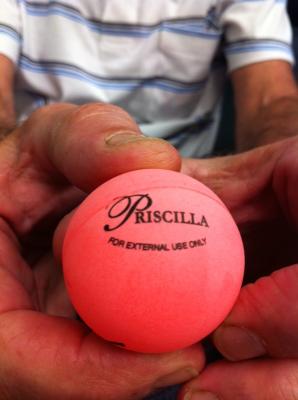 PRISCILLA
FOR EXTERNAL USE ONLY